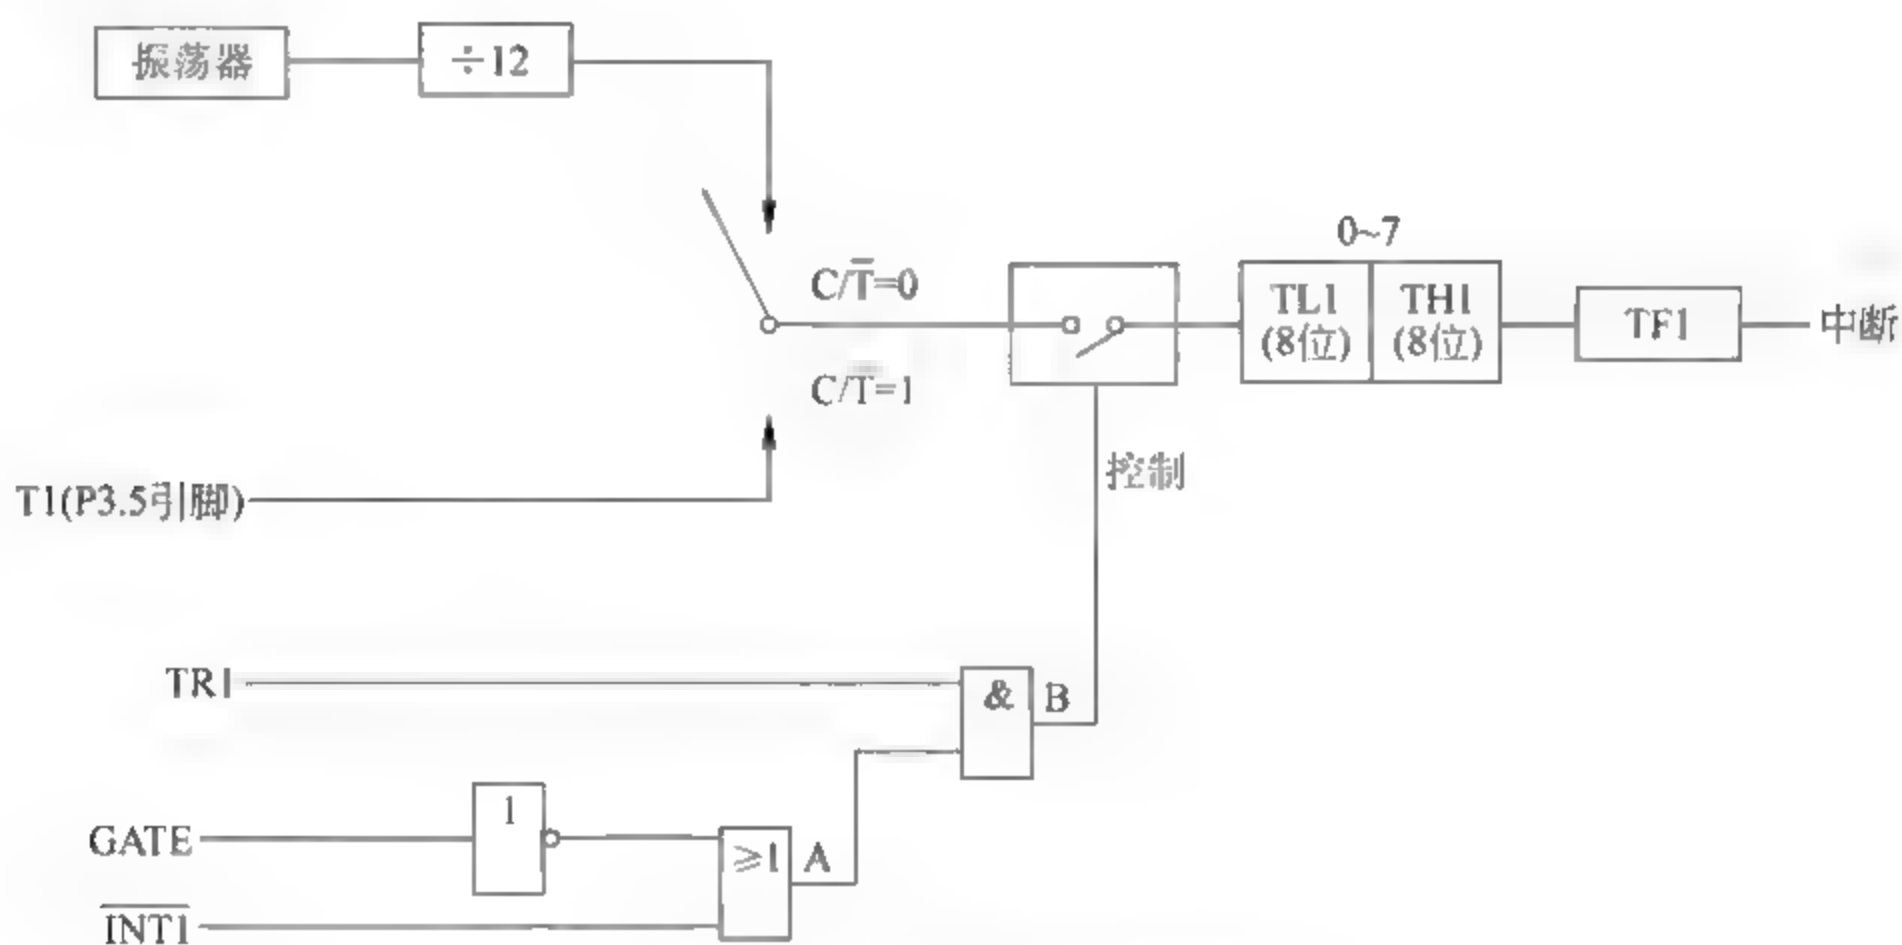 振荡器
÷12
0~7
C/T̅=0
TL1
(8位)
TH1
(8位)
TF1
中断
C/T̅=1
控制
T1(P3.5引脚)
TR1
&
B
1
GATE
≥1
A
I̅N̅T̅1̅